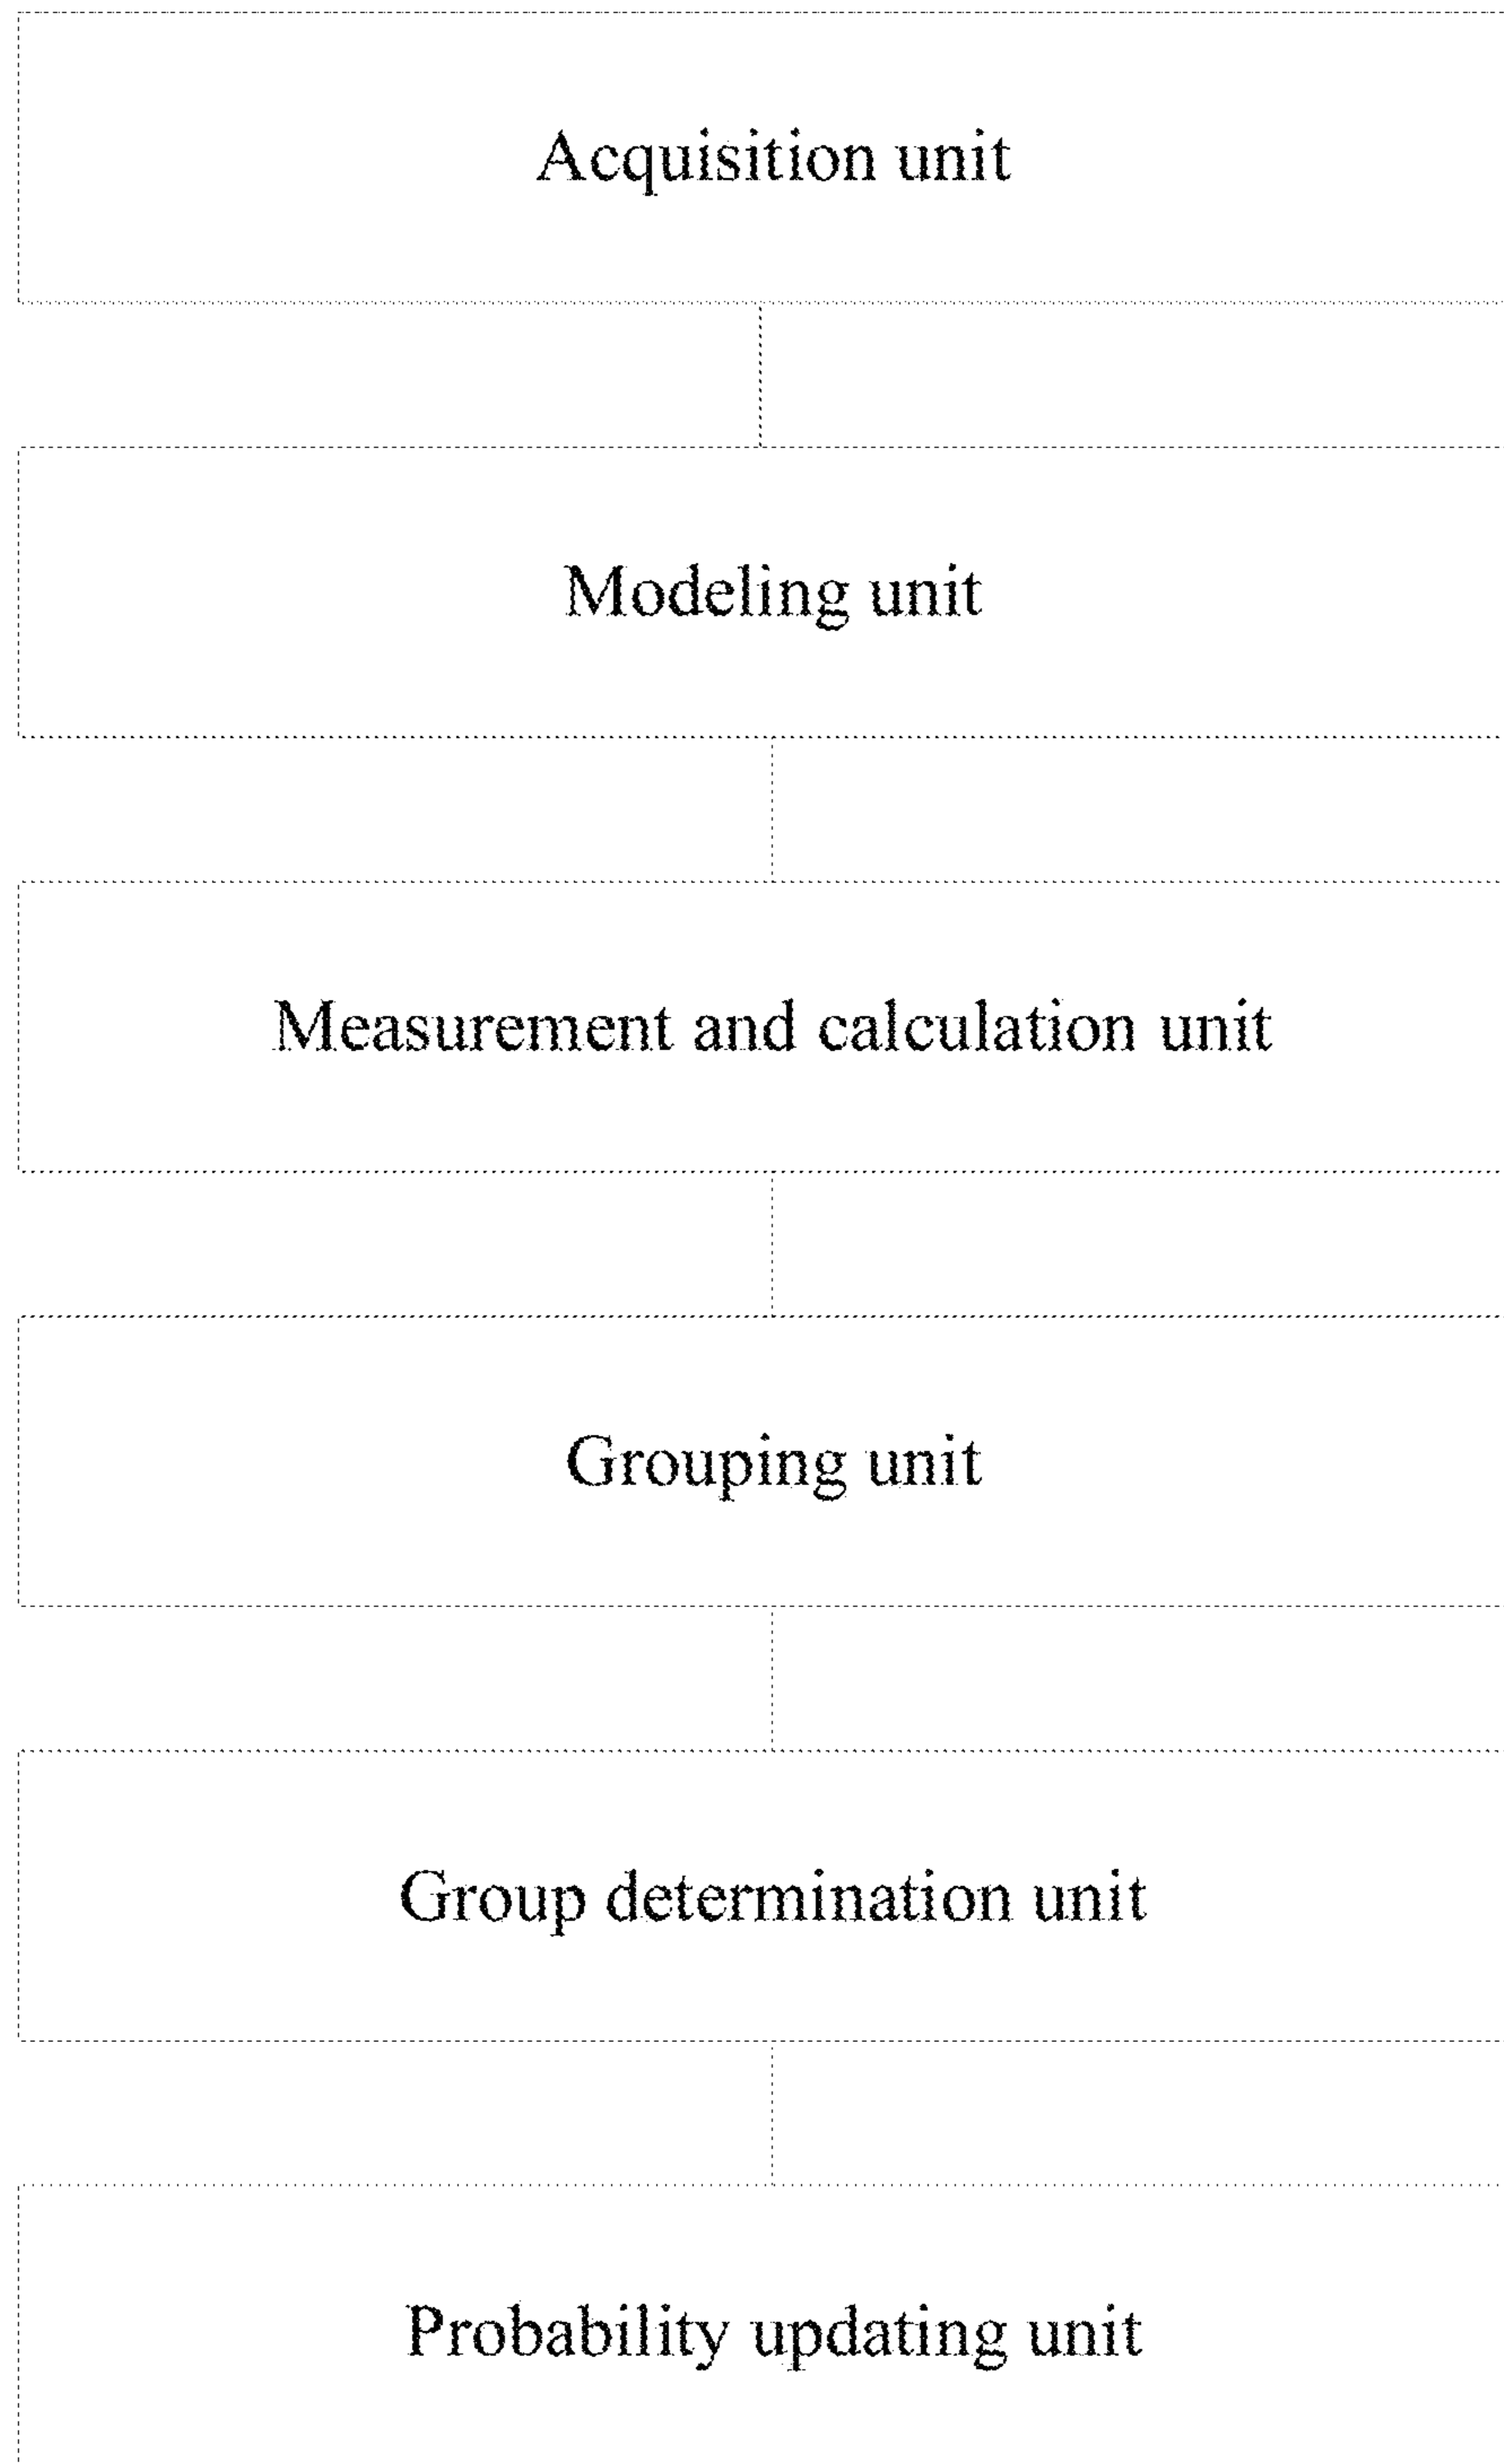 Acquisition unit
Modeling unit
Measurement and calculation unit
Grouping unit
Group determination unit
Probability updating unit